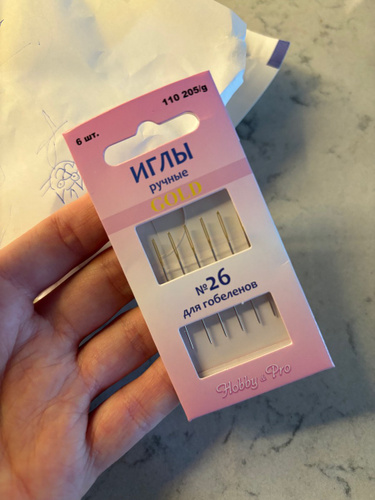 6 шт.
110 205/g
ИГЛЫ
ручные
GOLD
№26
для гобеленов
Hobby & Pro